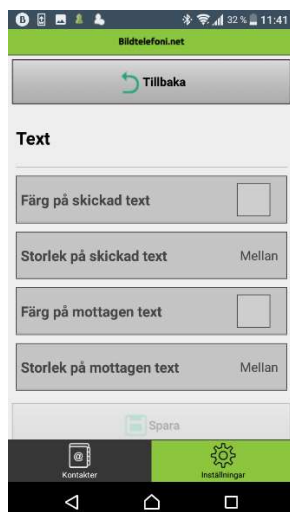 32 % 11:41
Bildtelefoni.net
Tillbaka
Text
Färg på skickad text
Storlek på skickad text Mellan
Färg på mottagen text
Storlek på mottagen text Mellan
Spara
Kontakter Inställningar